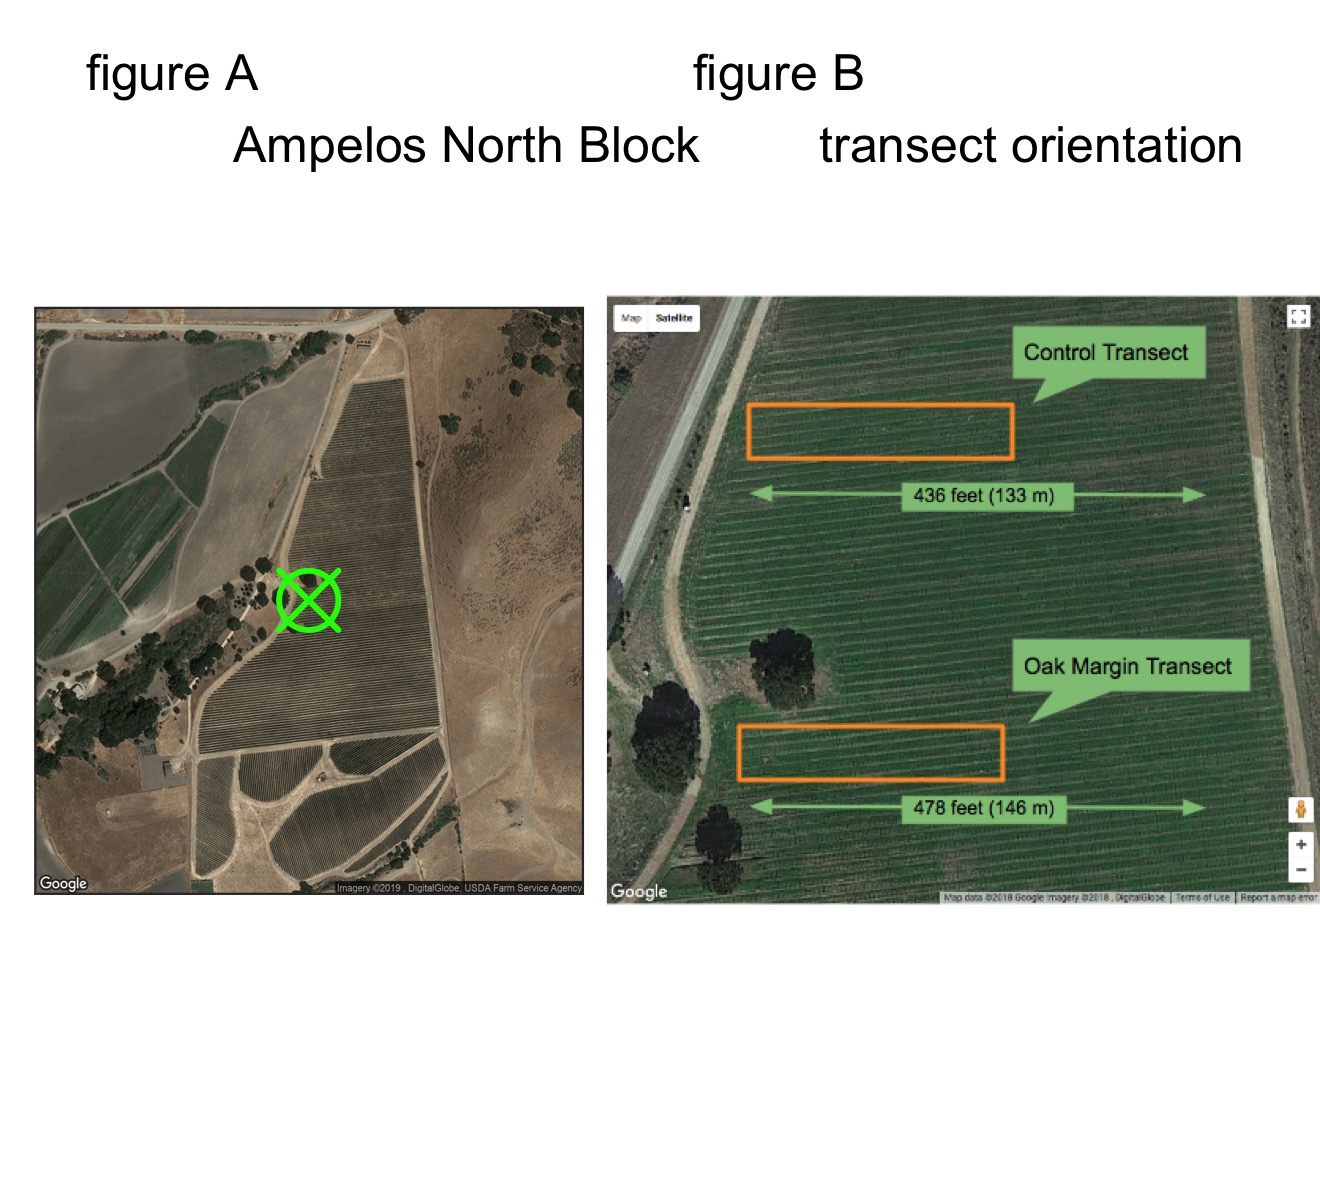 figure A
figure B
Ampelos North Block
transect orientation
Map
Satellite
Control Transect
436 feet (133 m)
Oak Margin Transect
478 feet (146 m)
Google
Imagery ©2019 , DigitalGlobe, USDA Farm Service Agency
Google
Map data ©2018 Google Imagery ©2018 , DigitalGlobe
Terms of Use
Report a map error